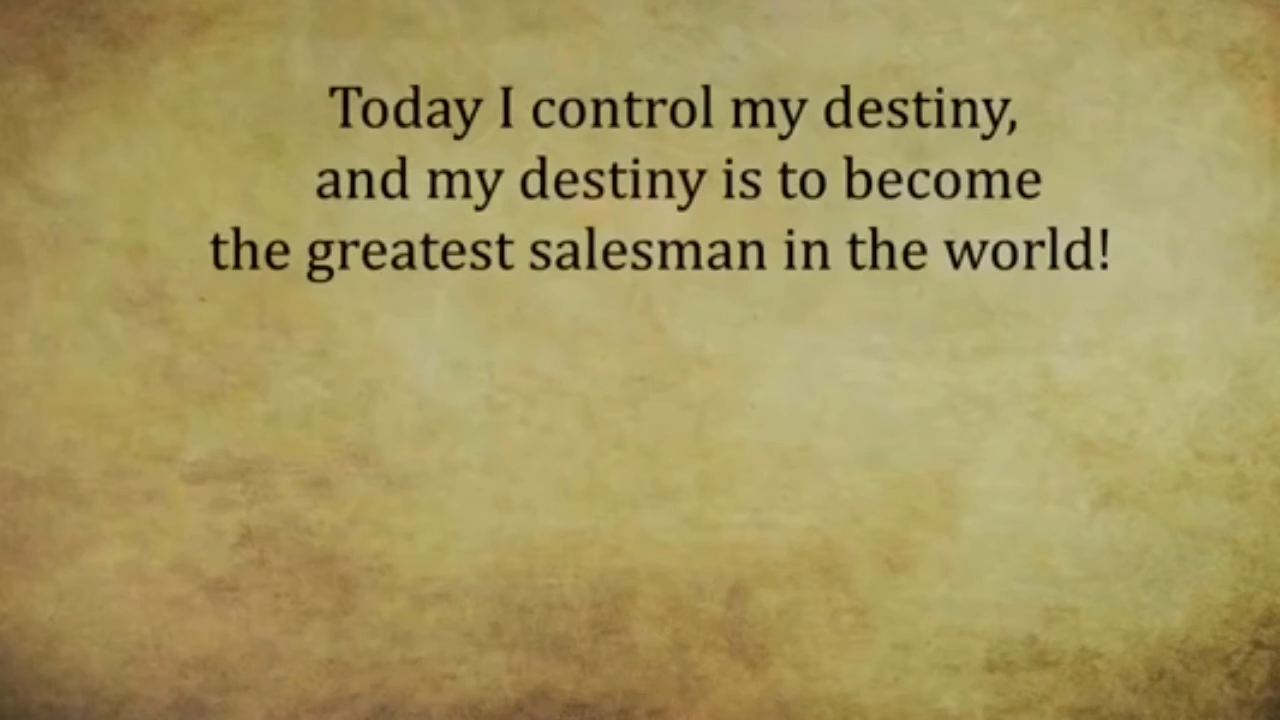 Today I control my destiny,
and my destiny is to become
the greatest salesman in the world!